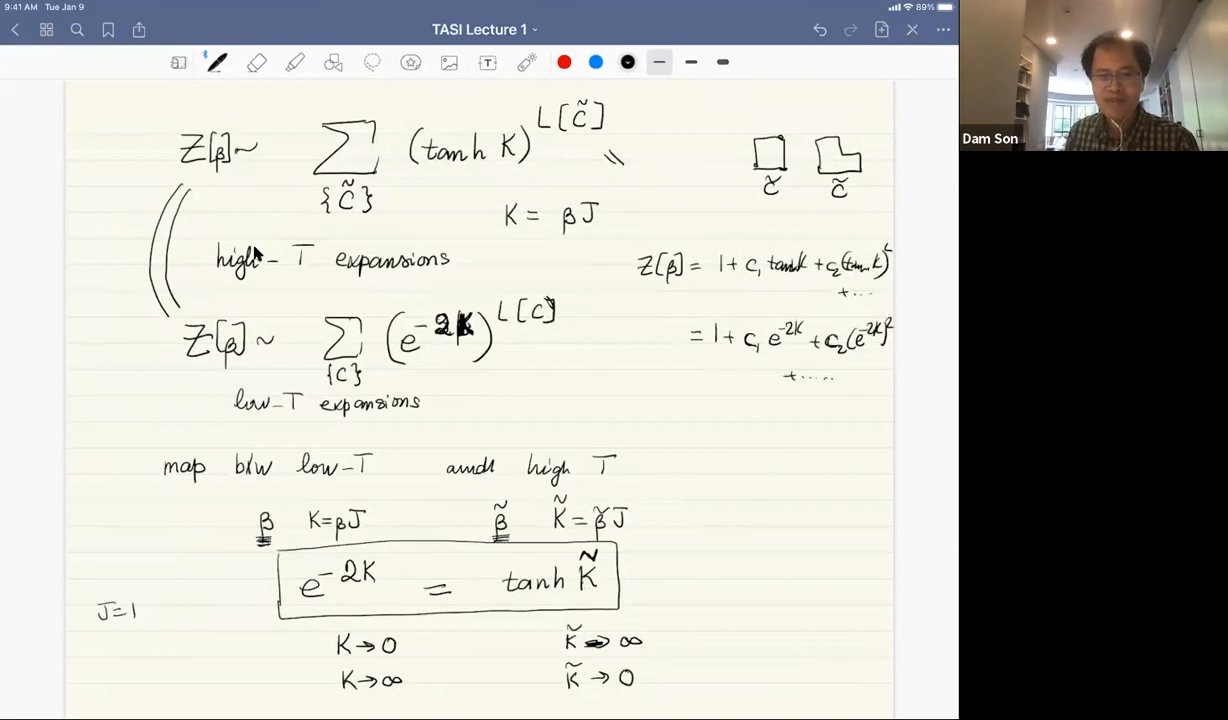 9:41 AM Tue Jan 9
89%
TASI Lecture 1
Dam Son
Z[β] ~ ∑ (tanh K)^L[C̃]
{C̃}
C̃ C̃
K = βJ
high-T expansions
Z[β] = 1 + c₁ tanhK + c₂(tanh K)^2
+ ...
Z[β] ~ ∑ (e^-2K)^L[C]
{C}
= 1 + c₁ e^-2K + c₂(e^-2K)^2
+ .....
low-T expansions
map b/w low-T and high T
β K=βJ β̃ K̃ = β̃J
e^-2K = tanh K̃
J=1
K → 0 K̃ → ∞
K → ∞ K̃ → 0